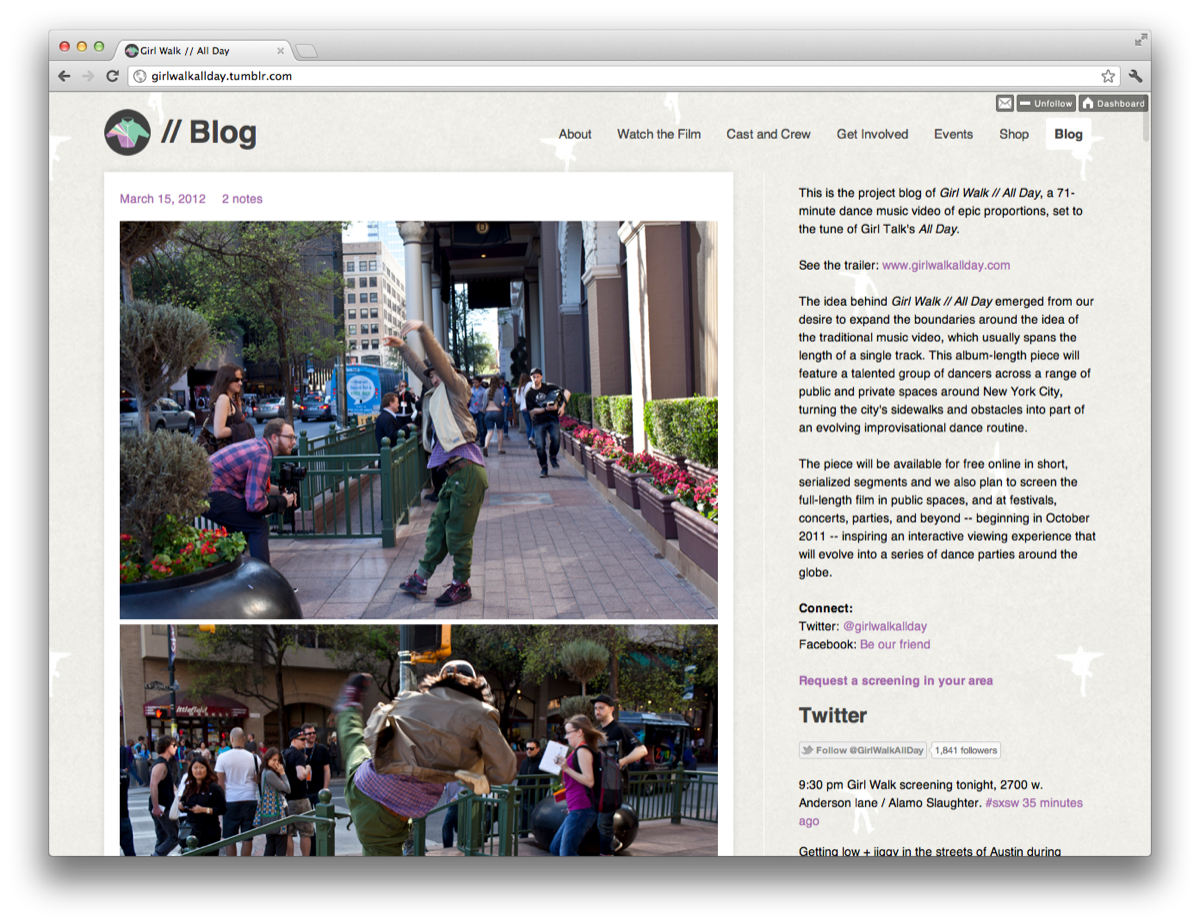 Girl Walk // All Day
girlwalkallday.tumblr.com
Unfollow
Dashboard
// Blog
About
Watch the Film
Cast and Crew
Get Involved
Events
Shop
Blog
March 15, 2012 2 notes
littlefield
This is the project blog of Girl Walk // All Day, a 71-
minute dance music video of epic proportions, set to
the tune of Girl Talk's All Day.
See the trailer: www.girlwalkallday.com
The idea behind Girl Walk // All Day emerged from our
desire to expand the boundaries around the idea of
the traditional music video, which usually spans the
length of a single track. This album-length piece will
feature a talented group of dancers across a range of
public and private spaces around New York City,
turning the city's sidewalks and obstacles into part of
an evolving improvisational dance routine.
The piece will be available for free online in short,
serialized segments and we also plan to screen the
full-length film in public spaces, and at festivals,
concerts, parties, and beyond -- beginning in October
2011 -- inspiring an interactive viewing experience that
will evolve into a series of dance parties around the
globe.
Connect:
Twitter: @girlwalkallday
Facebook: Be our friend
Request a screening in your area
Twitter
Follow @GirlWalkAllDay
1,841 followers
9:30 pm Girl Walk screening tonight, 2700 w.
Anderson lane / Alamo Slaughter. #sxsw 35 minutes
ago
Getting low + jiggy in the streets of Austin during